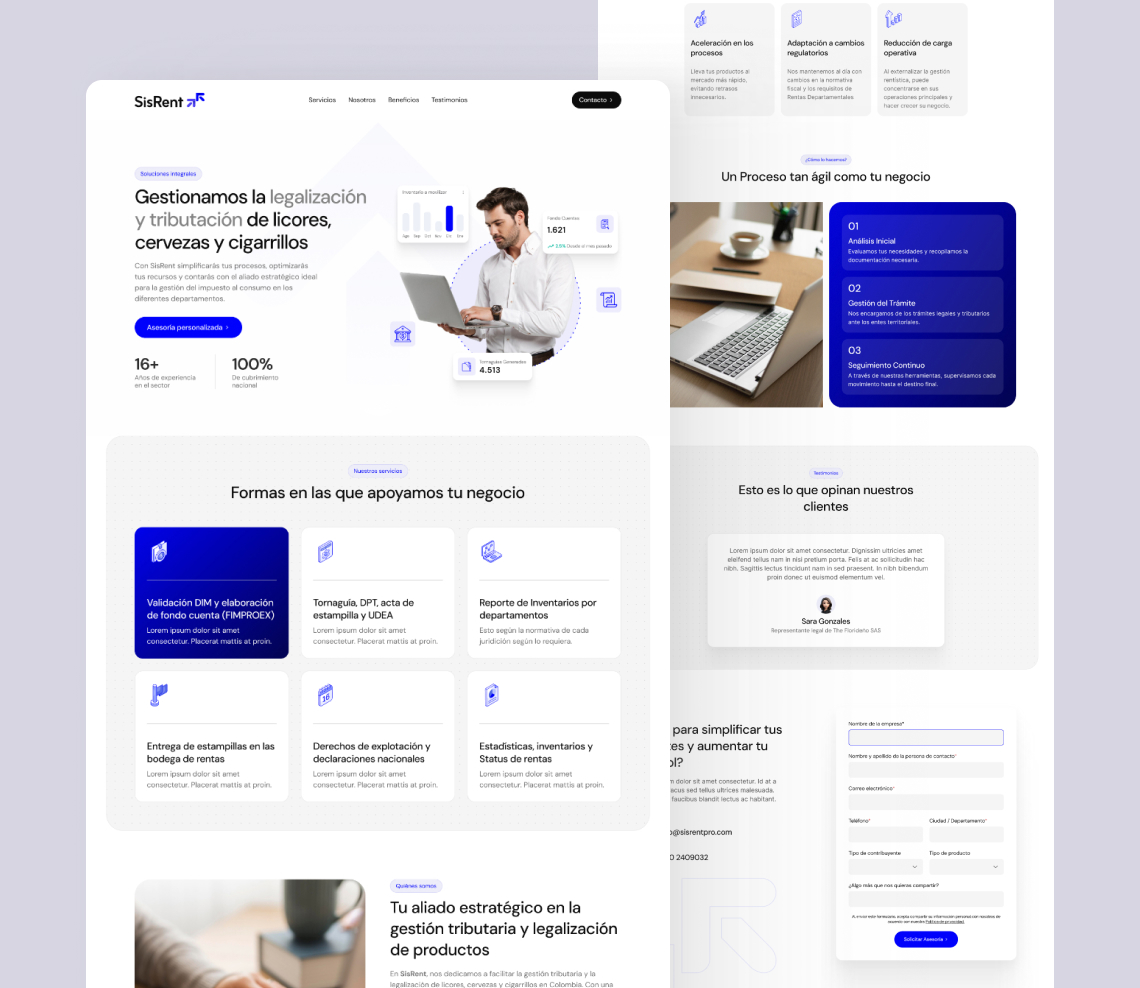 SisRent
Servicios
Nosotros
Beneficios
Testimonios
Contacto
Soluciones integrales
Gestionamos la legalización
y tributación de licores,
cervezas y cigarrillos
Con SisRent simplificarás tus procesos, optimizarás
tus recursos y contarás con el aliado estratégico ideal
para la gestión del impuesto al consumo en los
diferentes departamentos.
Asesoría personalizada
16+
Años de experiencia
en el sector
100%
De cubrimiento
nacional
Inventario a movilizar
Fondo Cuentas
1.621
Desde el mes pasado
Tornaguías Generadas
4.513
Nuestros servicios
Formas en las que apoyamos tu negocio
Validación DIM y elaboración
de fondo cuenta (FIMPROEX)
Lorem ipsum dolor sit amet
consectetur. Placerat mattis at proin.
Tornaguía, DPT, acta de
estampilla y UDEA
Lorem ipsum dolor sit amet
consectetur. Placerat mattis at proin.
Reporte de Inventarios por
departamentos
Esto según la normativa de cada
juridición según lo requiera.
Entrega de estampillas en las
bodega de rentas
Lorem ipsum dolor sit amet
consectetur. Placerat mattis at proin.
16
Derechos de explotación y
declaraciones nacionales
Lorem ipsum dolor sit amet
consectetur. Placerat mattis at proin.
Estadísticas, inventarios y
Status de rentas
Lorem ipsum dolor sit amet
consectetur. Placerat mattis at proin.
Quiénes somos
Tu aliado estratégico en la
gestión tributaria y legalización
de productos
En SisRent, nos dedicamos a facilitar la gestión tributaria y la
legalización de licores, cervezas y cigarrillos en Colombia. Con una
Aceleración en los
procesos
Lleva tus productos al
mercado más rápido,
evitando retrasos
innecesarios.
Adaptación a cambios
regulatorios
Nos mantenemos al día con
cambios en la normativa
fiscal y los requisitos de
Rentas Departamentales.
Reducción de carga
operativa
Al externalizar la gestión
rentística, puede
concentrarse en sus
operaciones principales y
hacer crecer su negocio.
¿Cómo lo hacemos?
Un Proceso tan ágil como tu negocio
01
Análisis Inicial
Evaluamos tus necesidades y recopilamos la
documentación necesaria.
02
Gestión del Trámite
Nos encargamos de los trámites legales y tributarios
ante los entes territoriales.
03
Seguimiento Continuo
A través de nuestras herramientas, supervisamos cada
movimiento hasta el destino final.
Testimonios
Esto es lo que opinan nuestros
clientes
Lorem ipsum dolor sit amet consectetur. Dignissim ultricies amet
eleifend tellus nam in nisl pretium porta. Felis at ac sollicitudin hac
nibh. Sagittis lectus tincidunt nam in sed praesent. In nibh bibendum
proin donec ut euismod elementum vel.
Sara Gonzales
Representante legal de The Florideño SAS
para simplificar tus
es y aumentar tu
ol?
m dolor sit amet consectetur. Id at a
ecus sed tellus ultrices malesuada.
faucibus blandit lectus ac habitant.
o@sisrentpro.com
0 2409032
Nombre de la empresa*
Nombre y apellido de la persona de contacto*
Correo electrónico*
Teléfono*
Ciudad / Departamento*
Tipo de contribuyente
Tipo de producto
¿Algo más que nos quieras compartir?
Solicitar Asesoría